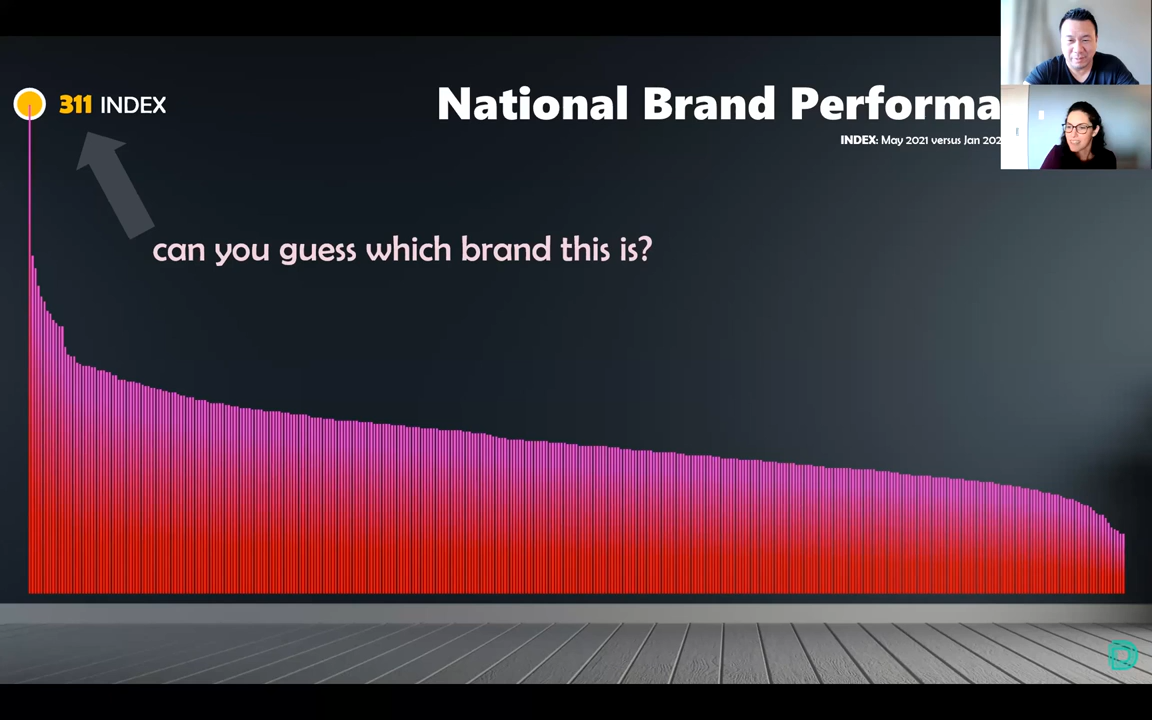 311 INDEX
National Brand Performa
INDEX: May 2021 versus Jan 202
can you guess which brand this is?